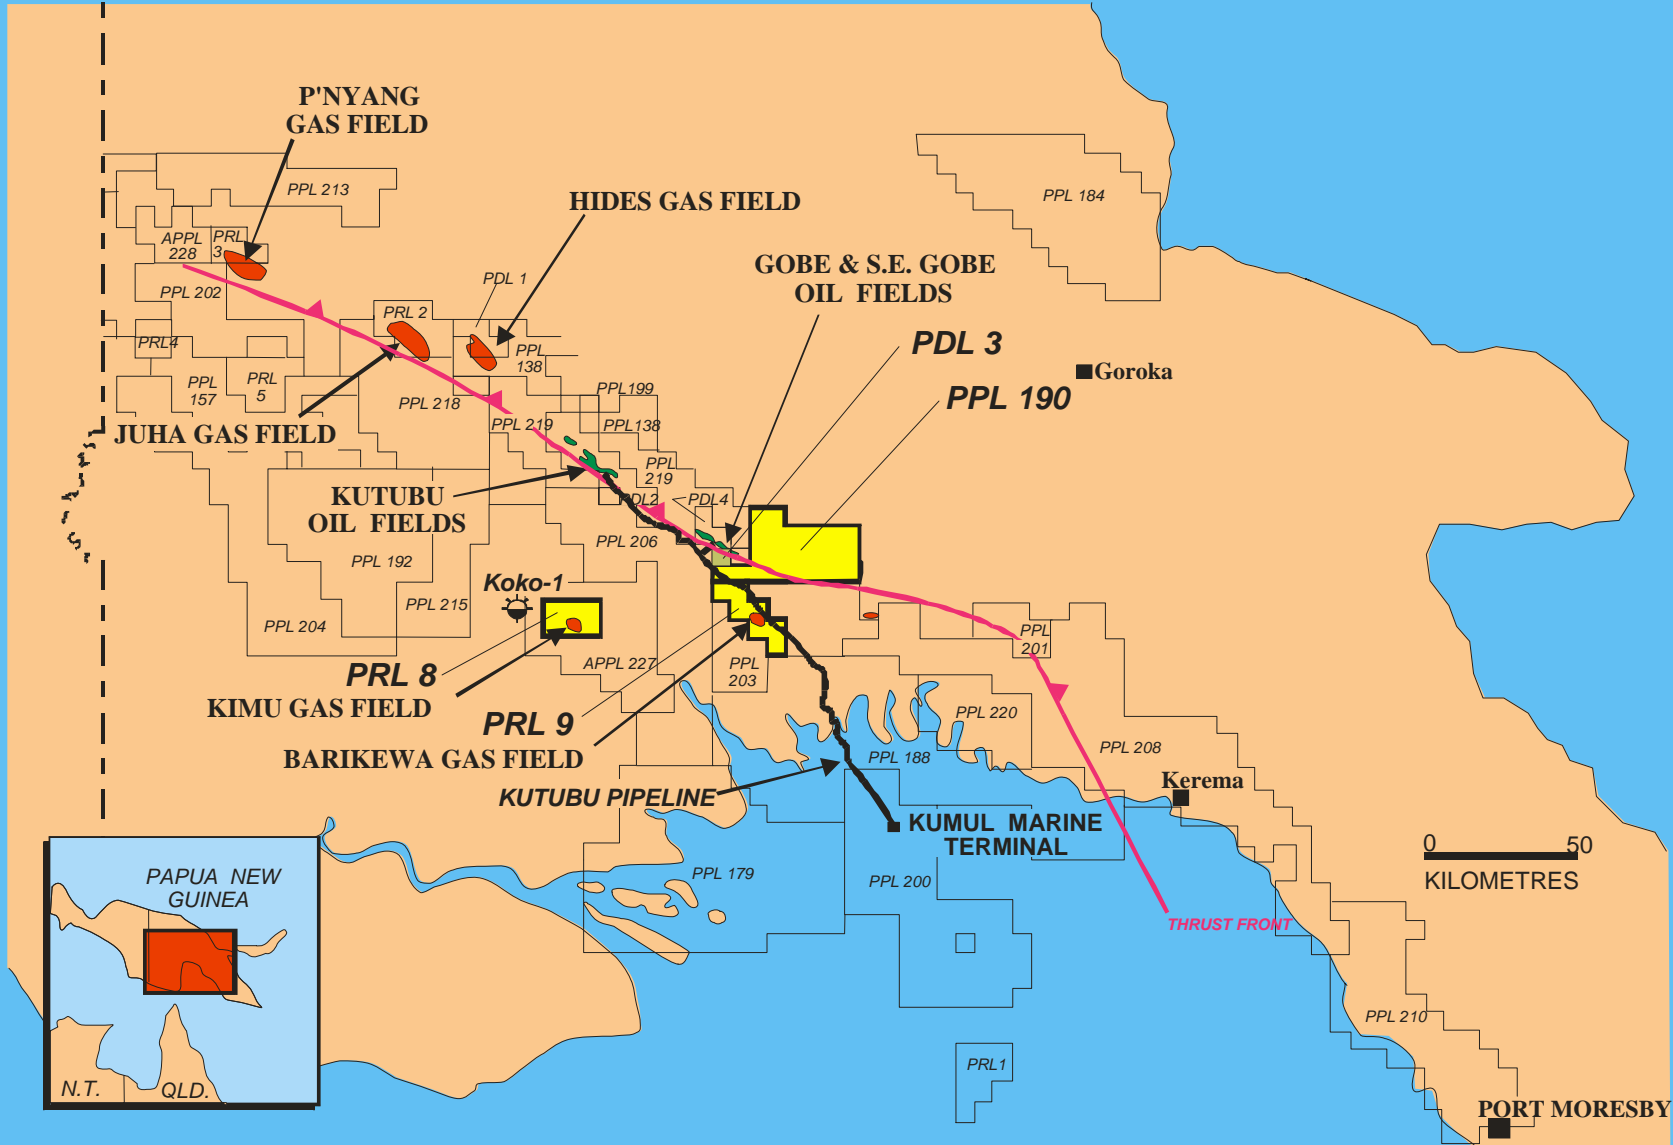 P'NYANG
GAS FIELD
PPL 213
HIDES GAS FIELD
PPL 184
APPL
228
PRL
3
GOBE & S.E. GOBE
OIL FIELDS
PPL 202
PDL 1
PRL 2
PDL 3
PRL4
PPL
138
Goroka
PPL
157
PRL
5
PPL 218
PPL199
PPL 190
JUHA GAS FIELD
PPL 219
PPL138
PPL
219
KUTUBU
OIL FIELDS
PDL2
PDL4
PPL 206
PPL 192
Koko-1
PPL 215
PPL 204
PPL
201
PRL 8
APPL 227
PPL
203
KIMU GAS FIELD
PRL 9
PPL 220
BARIKEWA GAS FIELD
PPL 188
PPL 208
KUTUBU PIPELINE
Kerema
KUMUL MARINE
TERMINAL
0 50
KILOMETRES
PPL 179
PPL 200
THRUST FRONT
PAPUA NEW
GUINEA
PPL 210
PRL1
N.T.
QLD.
PORT MORESBY